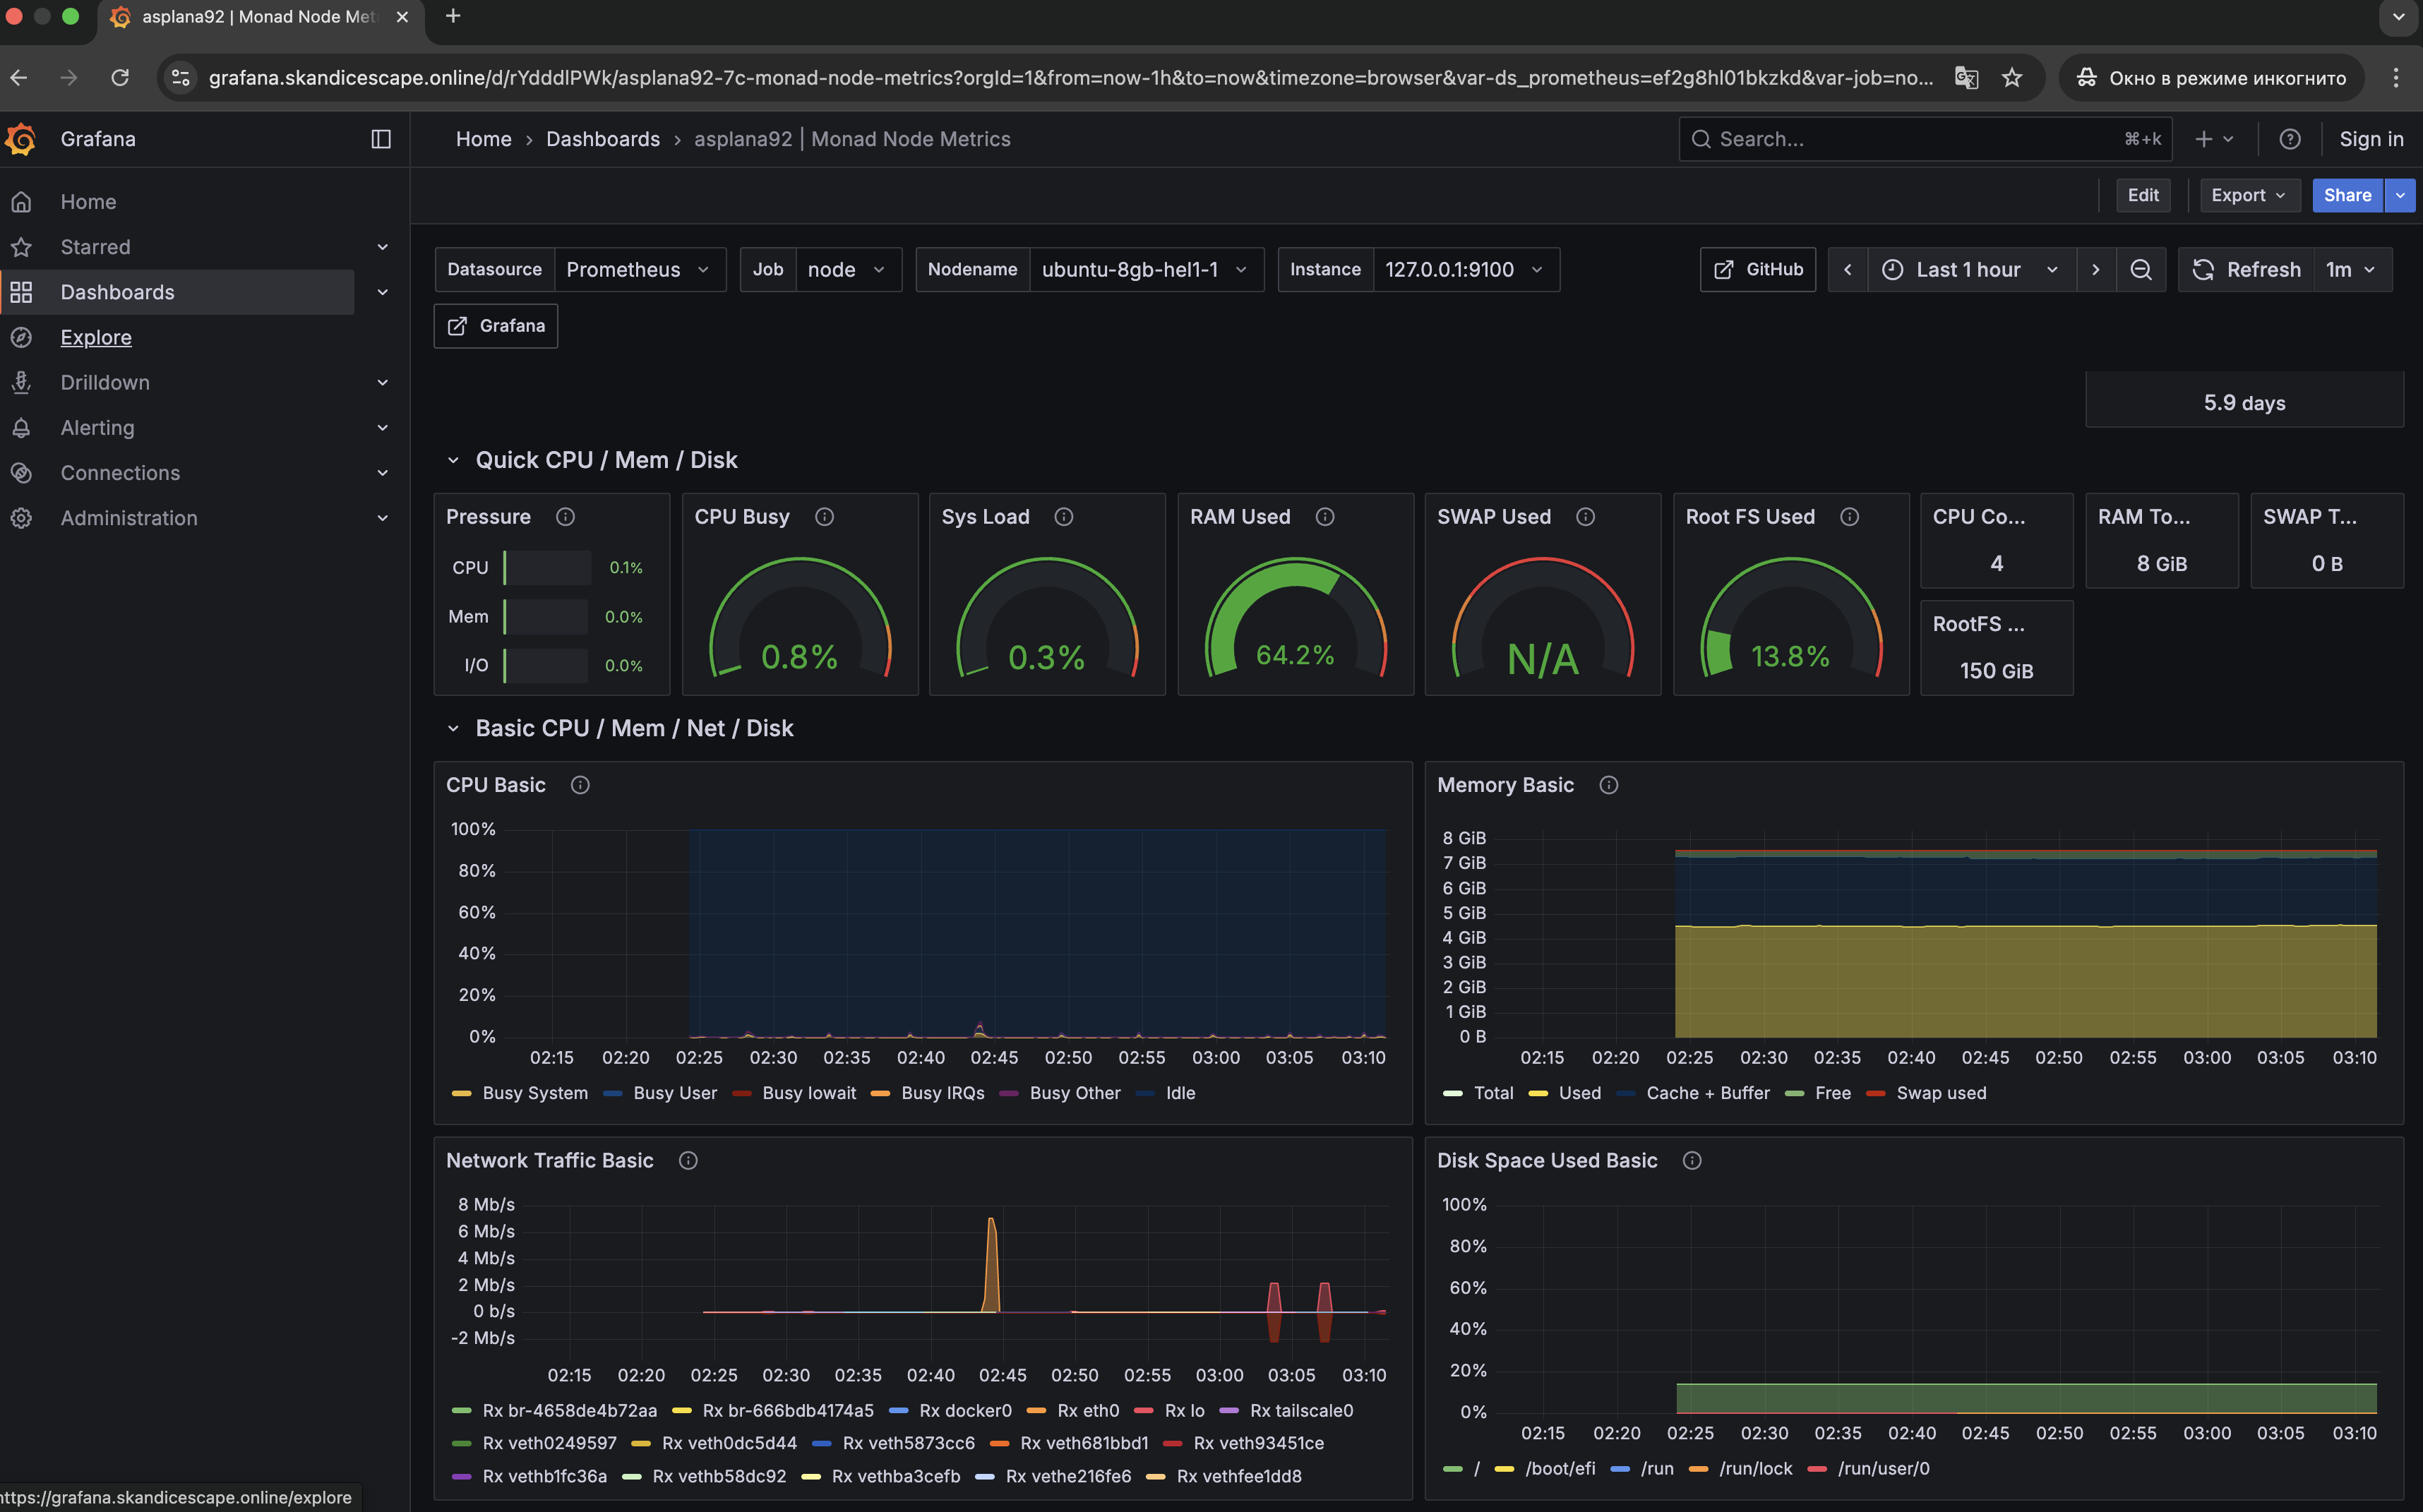 asplana92 | Monad Node Met
grafana.skandicescape.online/d/rYdddlPWk/asplana92-7c-monad-node-metrics?orgId=1&from=now-1h&to=now&timezone=browser&var-ds_prometheus=ef2g8hl01bkzkd&var-job=no...
Окно в режиме инкогнито
Grafana
Home › Dashboards › asplana92 | Monad Node Metrics
Search...
⌘+k
Sign in
Home
Starred
Dashboards
Explore
Drilldown
Alerting
Connections
Administration
Edit
Export
Share
Datasource Prometheus
Job node
Nodename ubuntu-8gb-hel1-1
Instance 127.0.0.1:9100
GitHub
Last 1 hour
Refresh 1m
Grafana
5.9 days
Quick CPU / Mem / Disk
Pressure
CPU 0.1%
Mem 0.0%
I/O 0.0%
CPU Busy
0.8%
Sys Load
0.3%
RAM Used
64.2%
SWAP Used
N/A
Root FS Used
13.8%
CPU Co...
4
RAM To...
8 GiB
SWAP T...
0 B
RootFS ...
150 GiB
Basic CPU / Mem / Net / Disk
CPU Basic
100%
80%
60%
40%
20%
0%
02:15 02:20 02:25 02:30 02:35 02:40 02:45 02:50 02:55 03:00 03:05 03:10
Busy System Busy User Busy Iowait Busy IRQs Busy Other Idle
Memory Basic
8 GiB
7 GiB
6 GiB
5 GiB
4 GiB
3 GiB
2 GiB
1 GiB
0 B
02:15 02:20 02:25 02:30 02:35 02:40 02:45 02:50 02:55 03:00 03:05 03:10
Total Used Cache + Buffer Free Swap used
Network Traffic Basic
8 Mb/s
6 Mb/s
4 Mb/s
2 Mb/s
0 b/s
-2 Mb/s
02:15 02:20 02:25 02:30 02:35 02:40 02:45 02:50 02:55 03:00 03:05 03:10
Rx br-4658de4b72aa Rx br-666bdb4174a5 Rx docker0 Rx eth0 Rx lo Rx tailscale0
Rx veth0249597 Rx veth0dc5d44 Rx veth5873cc6 Rx veth681bbd1 Rx veth93451ce
Rx vethb1fc36a Rx vethb58dc92 Rx vethba3cefb Rx vethe216fe6 Rx vethfee1dd8
Disk Space Used Basic
100%
80%
60%
40%
20%
0%
02:15 02:20 02:25 02:30 02:35 02:40 02:45 02:50 02:55 03:00 03:05 03:10
/ /boot/efi /run /run/lock /run/user/0
https://grafana.skandicescape.online/explore